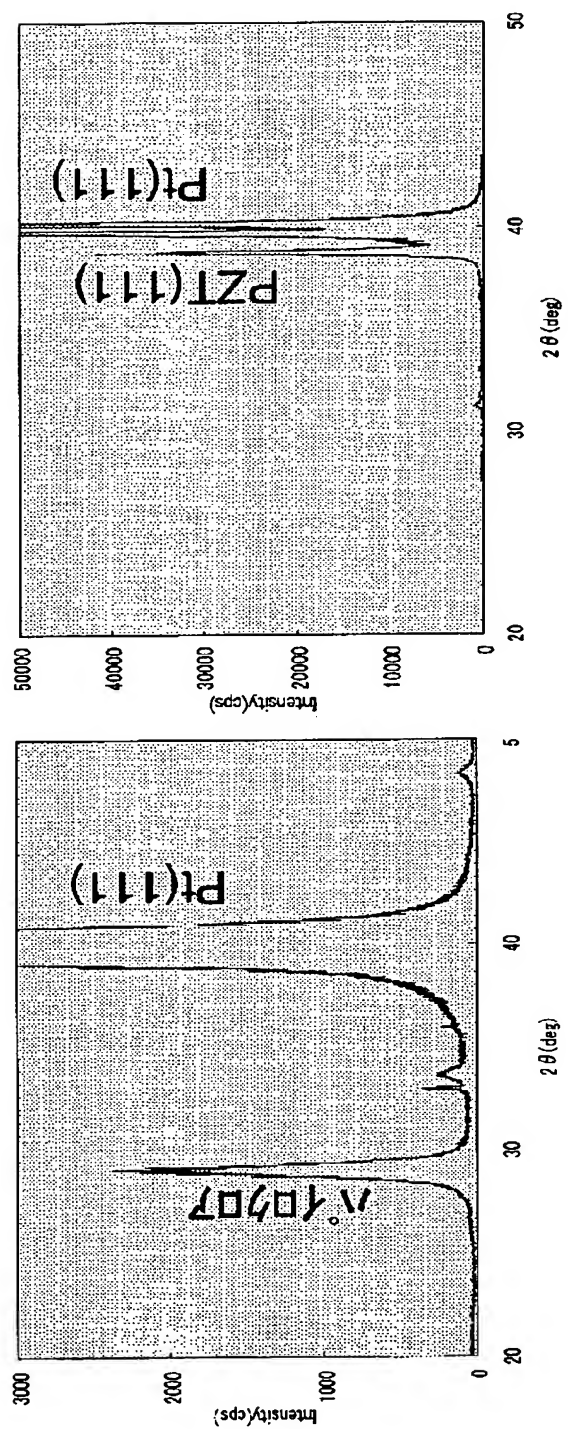 Intensity(cps)
3000
2000
1000
0
パイロクロア
Pt(111)
20
30
40
5
2θ(deg)
Intensity(cps)
50000
40000
30000
20000
10000
0
Pt(111)
PZT(111)
20
30
40
50
2θ(deg)